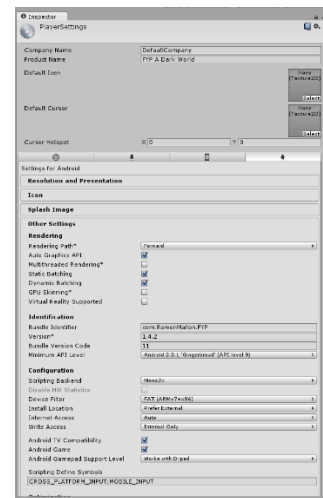 Inspector
PlayerSettings
Company Name DefaultCompany
Product Name FYP A Dark World
Default Icon None
(Texture2D)
Select
Default Cursor None
(Texture2D)
Select
Cursor Hotspot X 0 Y 0
Settings for Android
Resolution and Presentation
Icon
Splash Image
Other Settings
Rendering
Rendering Path* Forward
Auto Graphics API
Multithreaded Rendering*
Static Batching
Dynamic Batching
GPU Skinning*
Virtual Reality Supported
Identification
Bundle Identifier com.RamonMallon.FYP
Version* 1.4.2
Bundle Version Code 11
Minimum API Level Android 2.3.1 'Gingerbread' (API level 9)
Configuration
Scripting Backend Mono2x
Disable HW Statistics
Device Filter FAT (ARMv7+x86)
Install Location Prefer External
Internet Access Auto
Write Access Internal Only
Android TV Compatibility
Android Game
Android Gamepad Support Level Works with D-pad
Scripting Define Symbols
CROSS_PLATFORM_INPUT;MOBILE_INPUT